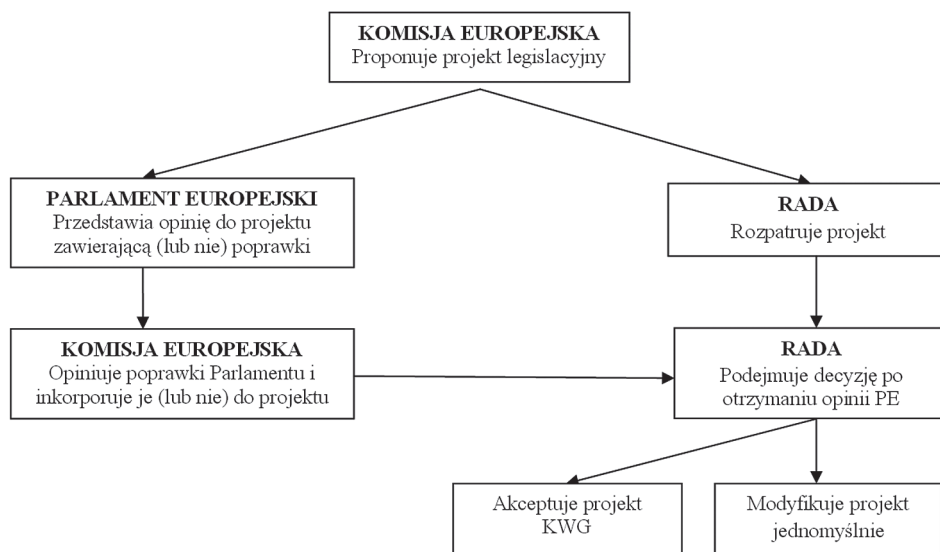 KOMISJA EUROPEJSKA
Proponuje projekt legislacyjny
PARLAMENT EUROPEJSKI
Przedstawia opinię do projektu
zawierającą (lub nie) poprawki
RADA
Rozpatruje projekt
KOMISJA EUROPEJSKA
Opiniuje poprawki Parlamentu i
inkorporuje je (lub nie) do projektu
RADA
Podejmuje decyzję po
otrzymaniu opinii PE
Akceptuje projekt
KWG
Modyfikuje projekt
jednomyślnie